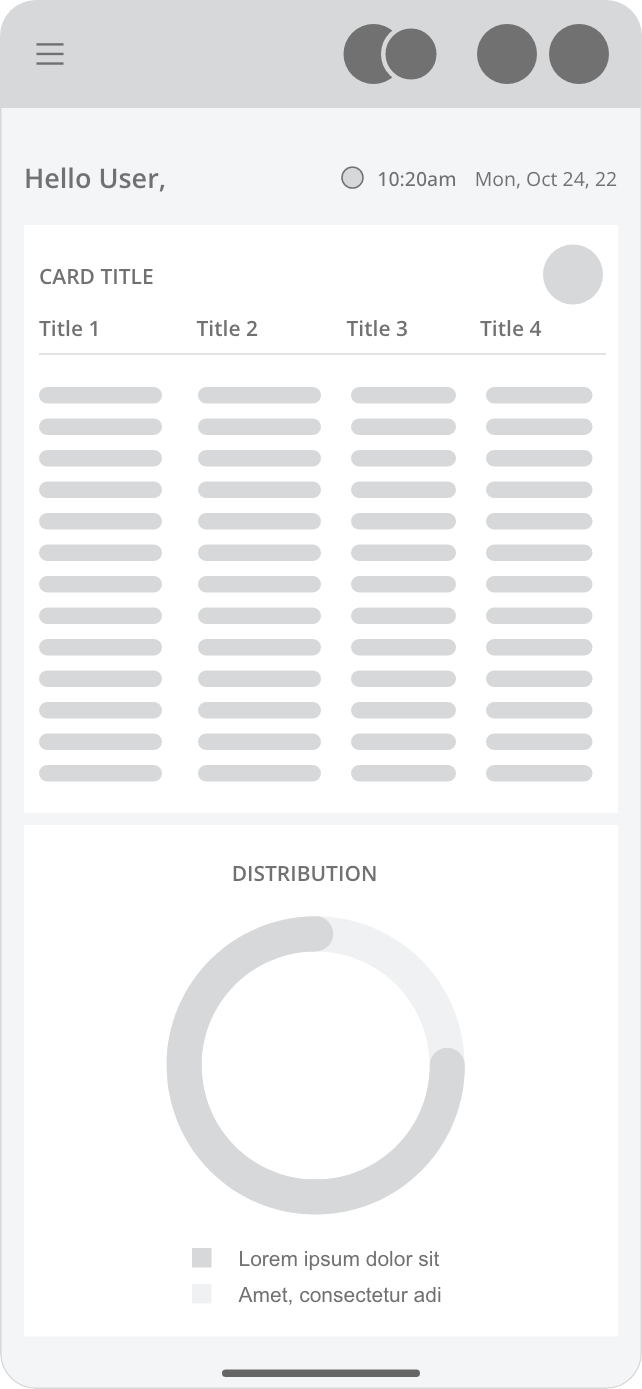 Hello User,
10:20am Mon, Oct 24, 22
CARD TITLE
Title 1 Title 2 Title 3 Title 4
DISTRIBUTION
Lorem ipsum dolor sit
Amet, consectetur adi